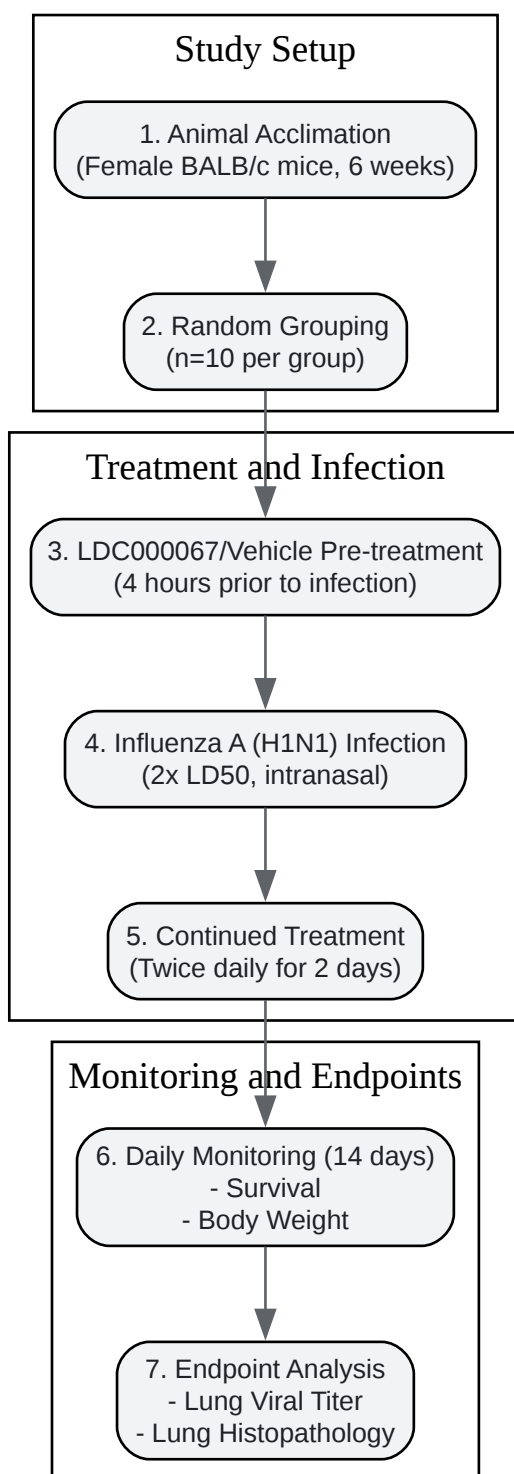 Study Setup
1. Animal Acclimation
(Female BALB/c mice, 6 weeks)
2. Random Grouping
(n=10 per group)
Treatment and Infection
3. LDC000067/Vehicle Pre-treatment
(4 hours prior to infection)
4. Influenza A (H1N1) Infection
(2x LD50, intranasal)
5. Continued Treatment
(Twice daily for 2 days)
Monitoring and Endpoints
6. Daily Monitoring (14 days)
- Survival
- Body Weight
7. Endpoint Analysis
- Lung Viral Titer
- Lung Histopathology